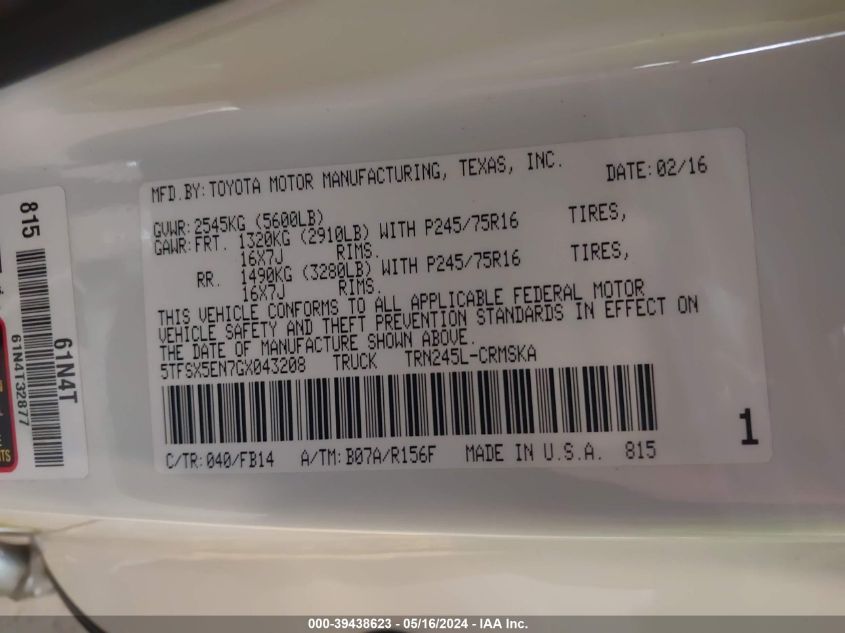 MFD.BY:TOYOTA MOTOR MANUFACTURING, TEXAS, INC. DATE:02/16
GVWR:2545KG (5600LB)
GAWR:FRT. 1320KG (2910LB) WITH P245/75R16 TIRES,
16X7J RIMS.
RR. 1490KG (3280LB) WITH P245/75R16 TIRES,
16X7J RIMS.
THIS VEHICLE CONFORMS TO ALL APPLICABLE FEDERAL MOTOR
VEHICLE SAFETY AND THEFT PREVENTION STANDARDS IN EFFECT ON
THE DATE OF MANUFACTURE SHOWN ABOVE.
5TFSX5EN7GX043208 TRUCK TRN245L-CRMSKA
C/TR:040/FB14 A/TM:B07A/R156F MADE IN U.S.A. 815
1
815
61N4T
61N4T32877
000-39438623 - 05/16/2024 - IAA Inc.